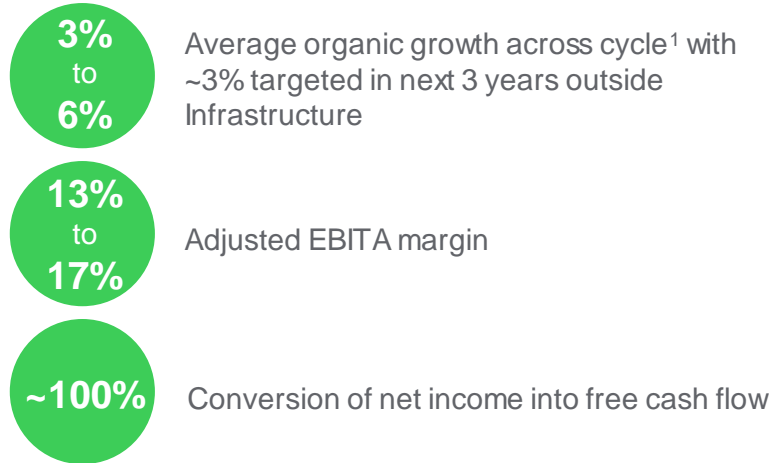 3%
to
6%
Average organic growth across cycle¹ with
~3% targeted in next 3 years outside
Infrastructure
13%
to
17%
Adjusted EBITA margin
~100%
Conversion of net income into free cash flow